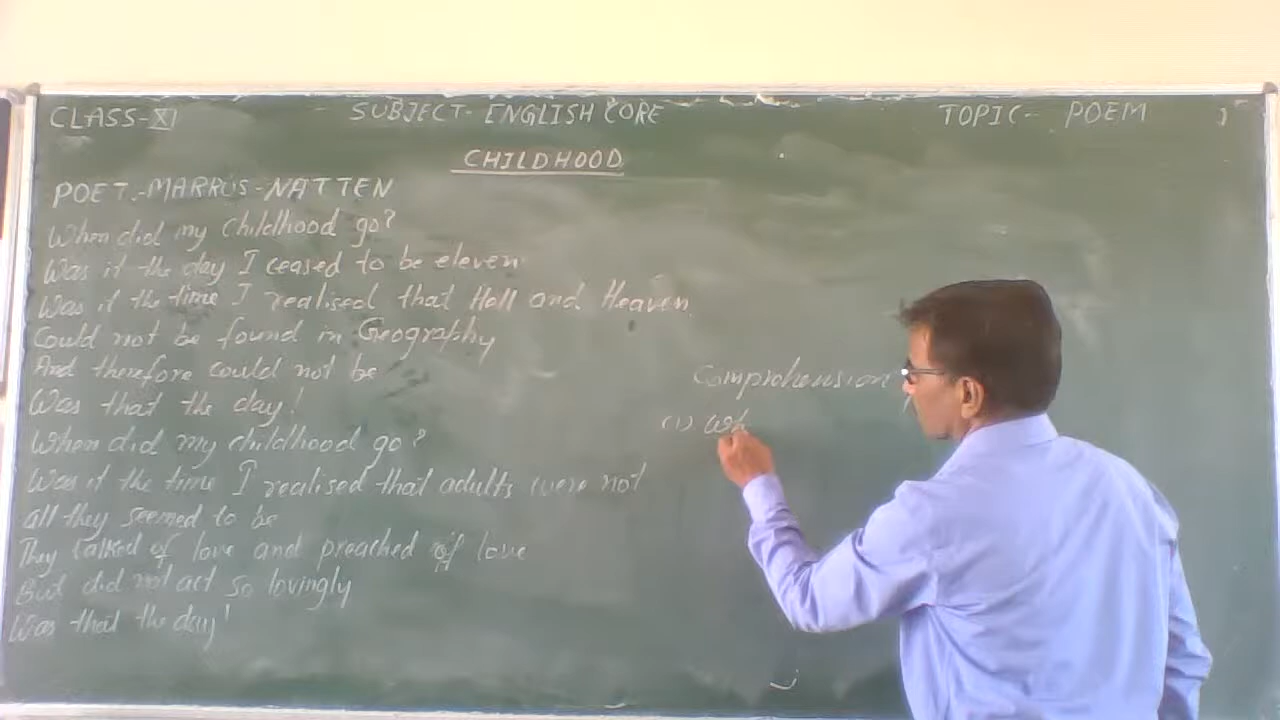 CLASS-XI SUBJECT-ENGLISH CORE TOPIC- POEM
CHILDHOOD
POET.-MARRUS-NATTEN
When did my childhood go?
Was it the day I ceased to be eleven
Was it the time I realised that Hell and Heaven.
Could not be found in Geography
And therefore could not be
Was that the day!
When did my childhood go?
Was it the time I realised that adults were not
all they seemed to be
They talked of love and preached of love
But did not act so lovingly
Was that the day!
Comprehension
(1) Wh